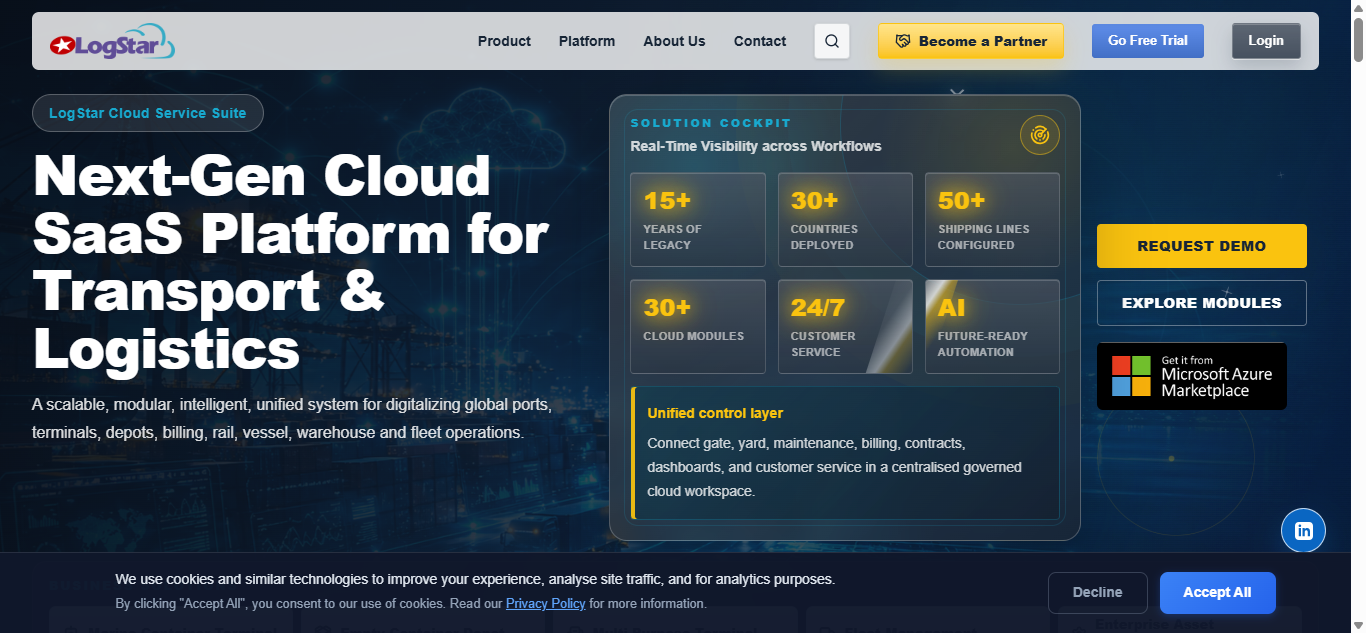 LogStar
Product
Platform
About Us
Contact
Become a Partner
Go Free Trial
Login
LogStar Cloud Service Suite
Next-Gen Cloud
SaaS Platform for
Transport &
Logistics
A scalable, modular, intelligent, unified system for digitalizing global ports,
terminals, depots, billing, rail, vessel, warehouse and fleet operations.
SOLUTION COCKPIT
Real-Time Visibility across Workflows
15+
YEARS OF
LEGACY
30+
COUNTRIES
DEPLOYED
50+
SHIPPING LINES
CONFIGURED
30+
CLOUD MODULES
24/7
CUSTOMER
SERVICE
AI
FUTURE-READY
AUTOMATION
Unified control layer
Connect gate, yard, maintenance, billing, contracts,
dashboards, and customer service in a centralised governed
cloud workspace.
REQUEST DEMO
EXPLORE MODULES
Get it from
Microsoft Azure
Marketplace
in
We use cookies and similar technologies to improve your experience, analyse site traffic, and for analytics purposes.
By clicking "Accept All", you consent to our use of cookies. Read our Privacy Policy for more information.
Decline
Accept All
Enterprise Asset